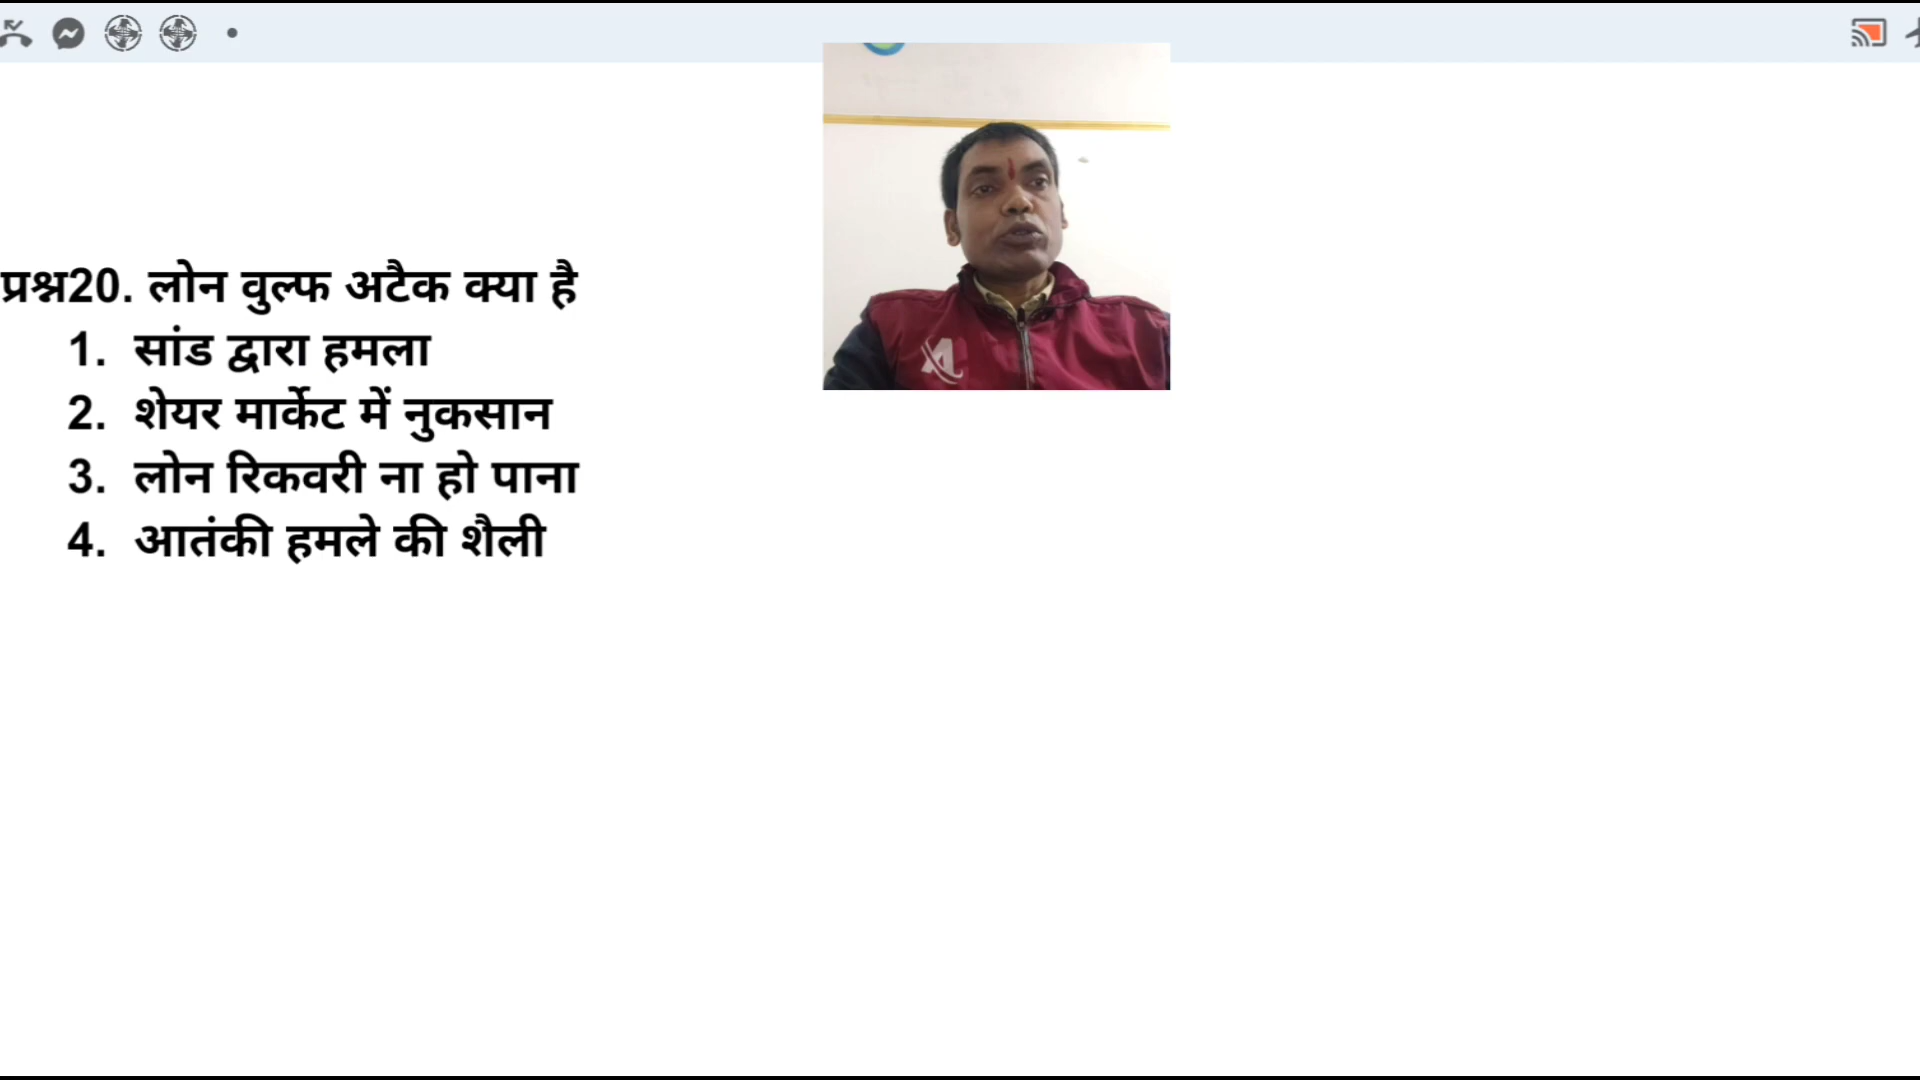 प्रश्न20. लोन वुल्फ अटैक क्या है
1. सांड द्वारा हमला
2. शेयर मार्केट में नुकसान
3. लोन रिकवरी ना हो पाना
4. आतंकी हमले की शैली